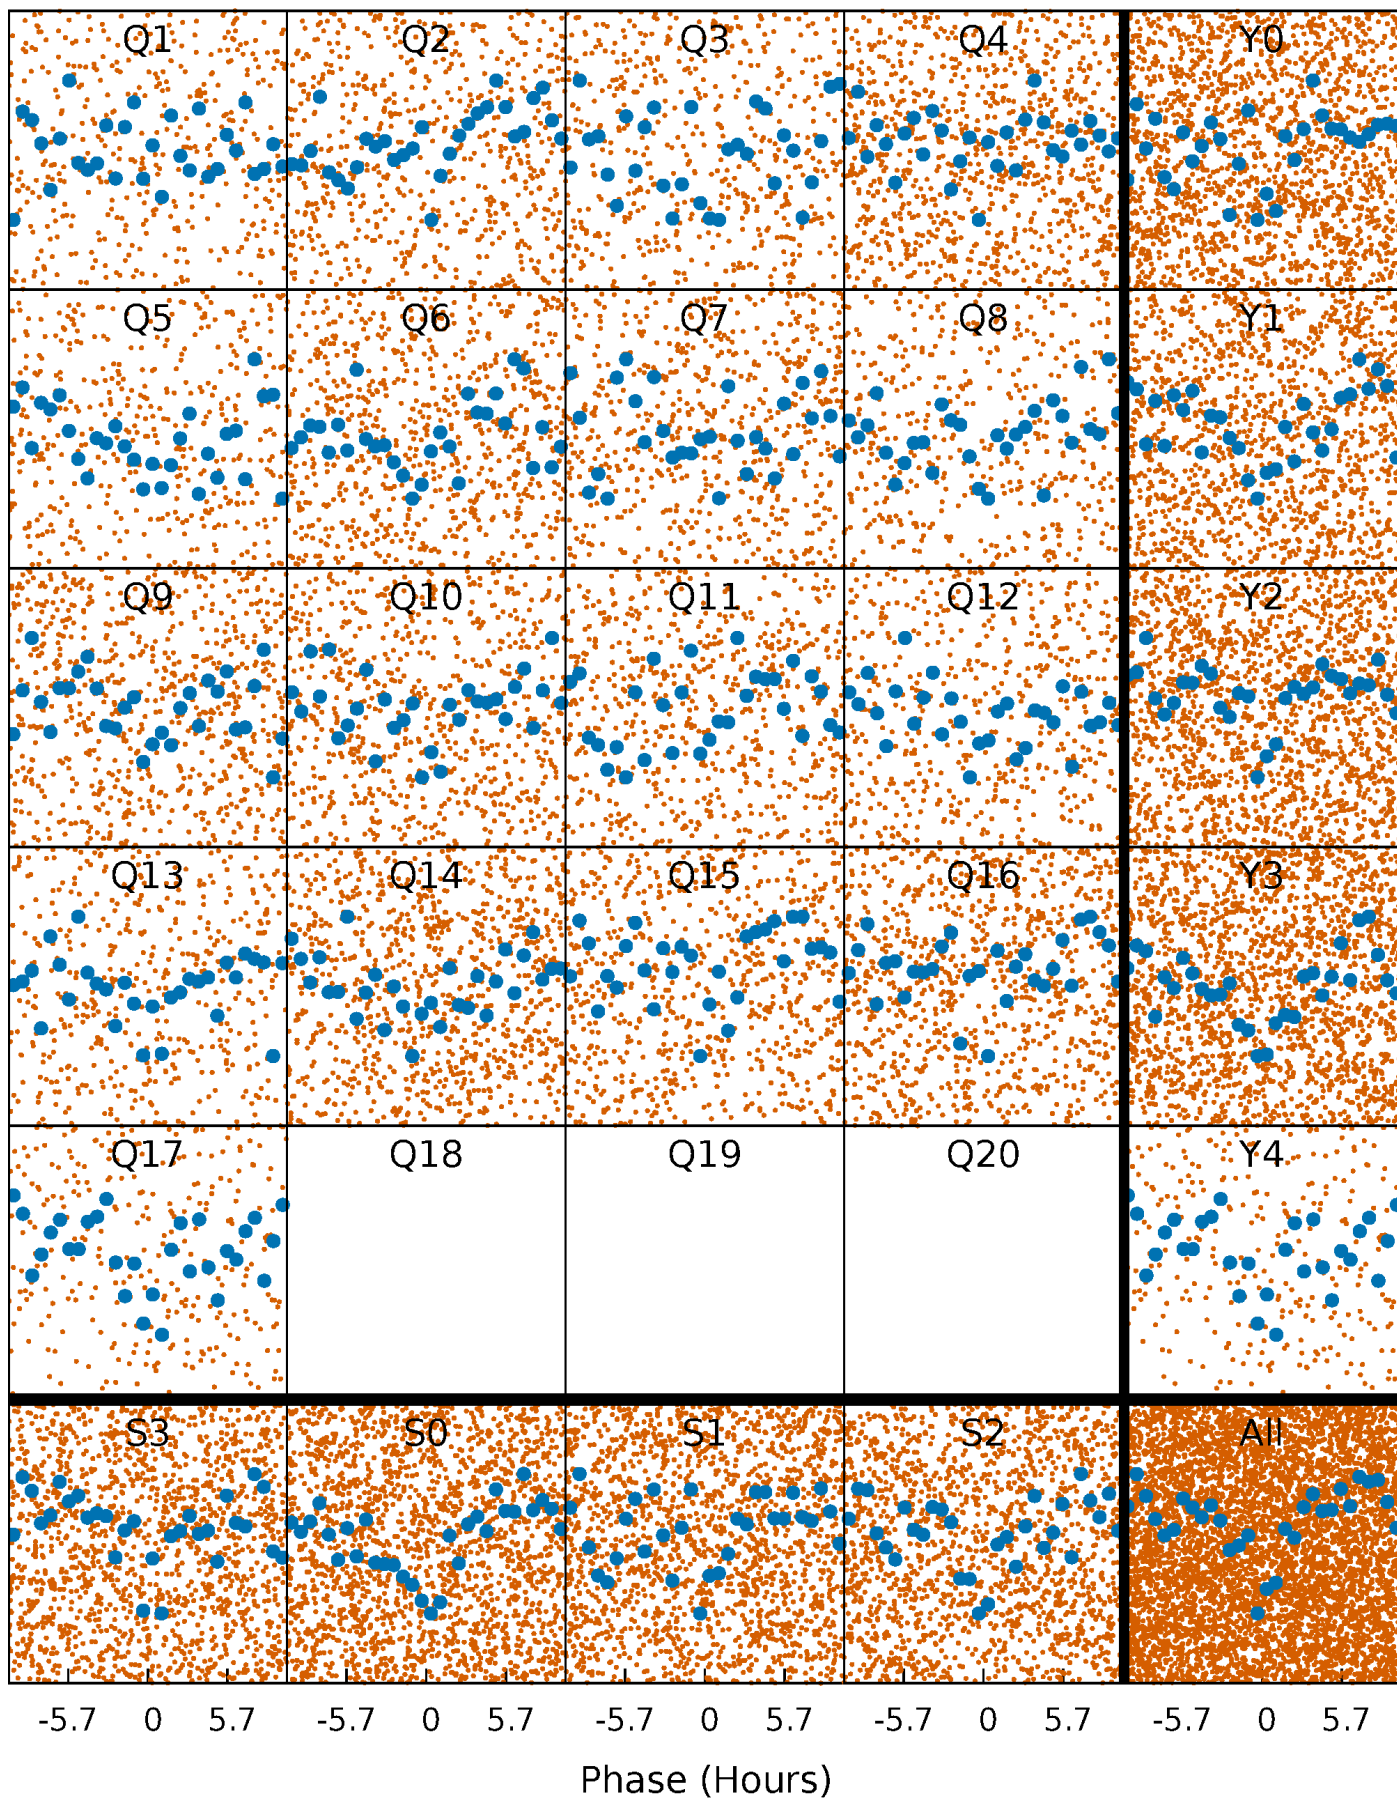 Q1 Q2 Q3 Q4 Y0
Q5 Q6 Q7 Q8 Y1
Q9 Q10 Q11 Q12 Y2
Q13 Q14 Q15 Q16 Y3
Q17 Q18 Q19 Q20 Y4
S3 S0 S1 S2 All
-5.7 0 5.7 -5.7 0 5.7 -5.7 0 5.7 -5.7 0 5.7 -5.7 0 5.7
Phase (Hours)